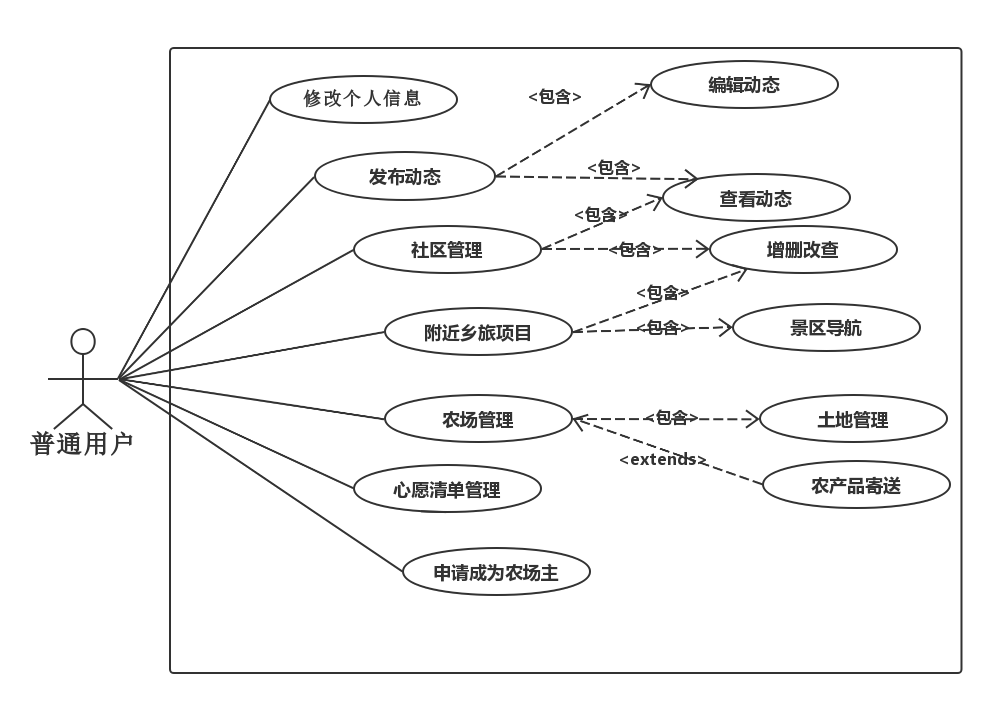 <包含>
编辑动态
修改个人信息
<包含>
发布动态
查看动态
<包含>
社区管理
<包含>
增删改查
<包含>
附近乡旅项目
<包含>
景区导航
普通用户
农场管理
<包含>
土地管理
<extends>
心愿清单管理
农产品寄送
申请成为农场主